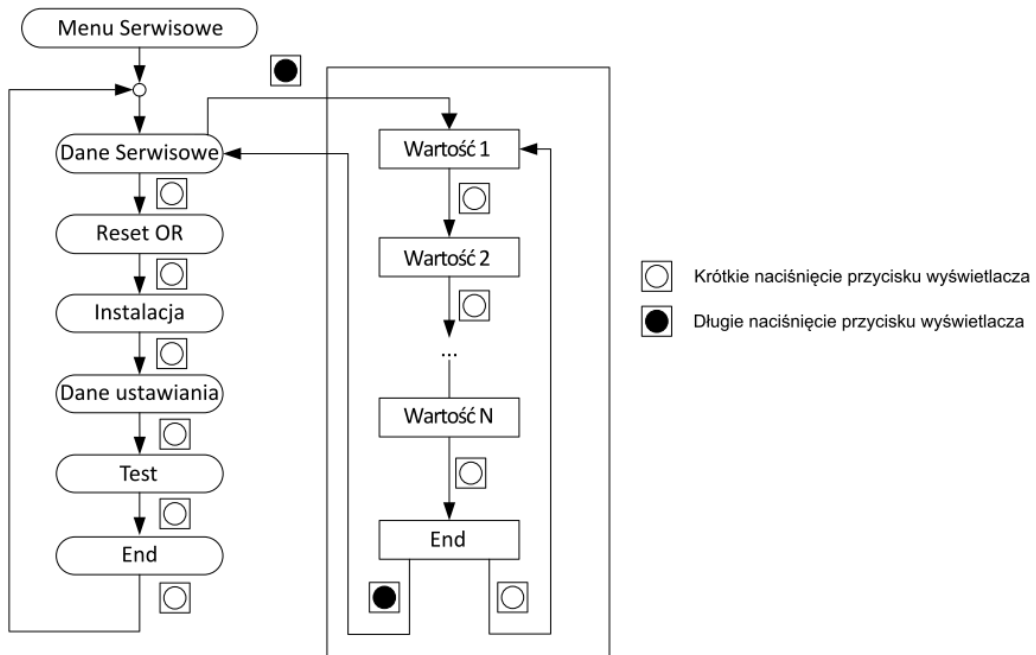 Menu Serwisowe
Dane Serwisowe
Reset OR
Instalacja
Dane ustawiania
Test
End
Wartość 1
Wartość 2
...
Wartość N
End
Krótkie naciśnięcie przycisku wyświetlacza
Długie naciśnięcie przycisku wyświetlacza